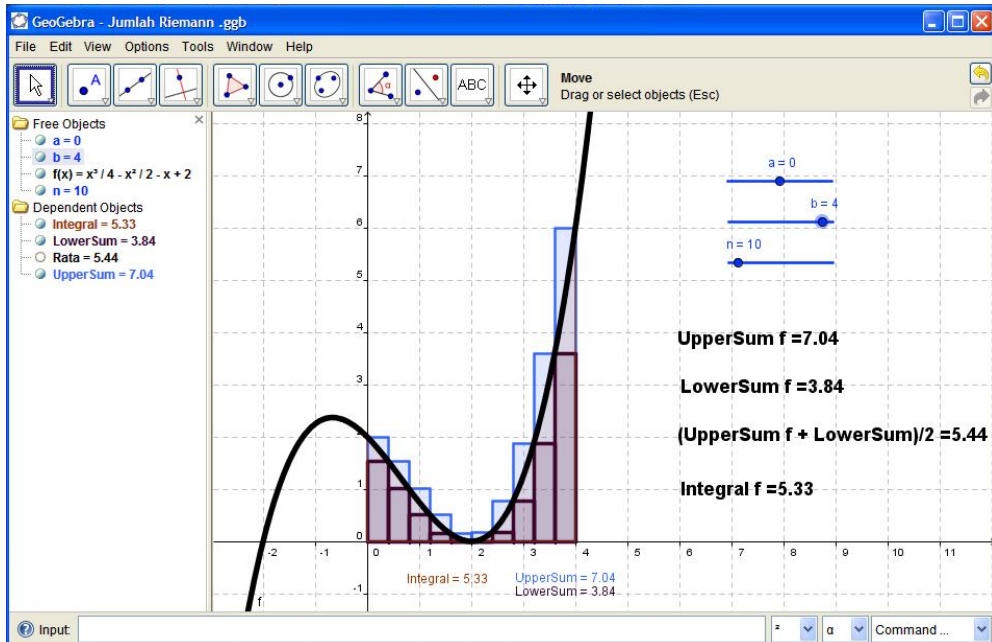 GeoGebra - Jumlah Riemann .ggb
File Edit View Options Tools Window Help
A
α
ABC
Move
Drag or select objects (Esc)
Free Objects
a = 0
b = 4
f(x) = x³ / 4 - x² / 2 - x + 2
n = 10
Dependent Objects
Integral = 5.33
LowerSum = 3.84
Rata = 5.44
UpperSum = 7.04
8
7
6
5
4
3
2
1
0
-1
-2 -1 0 1 2 3 4 5 6 7 8 9 10 11
f
a = 0
b = 4
n = 10
UpperSum f =7.04
LowerSum f =3.84
(UpperSum f + LowerSum)/2 =5.44
Integral f =5.33
Integral = 5.33
UpperSum = 7.04
LowerSum = 3.84
Input:
² α Command ...